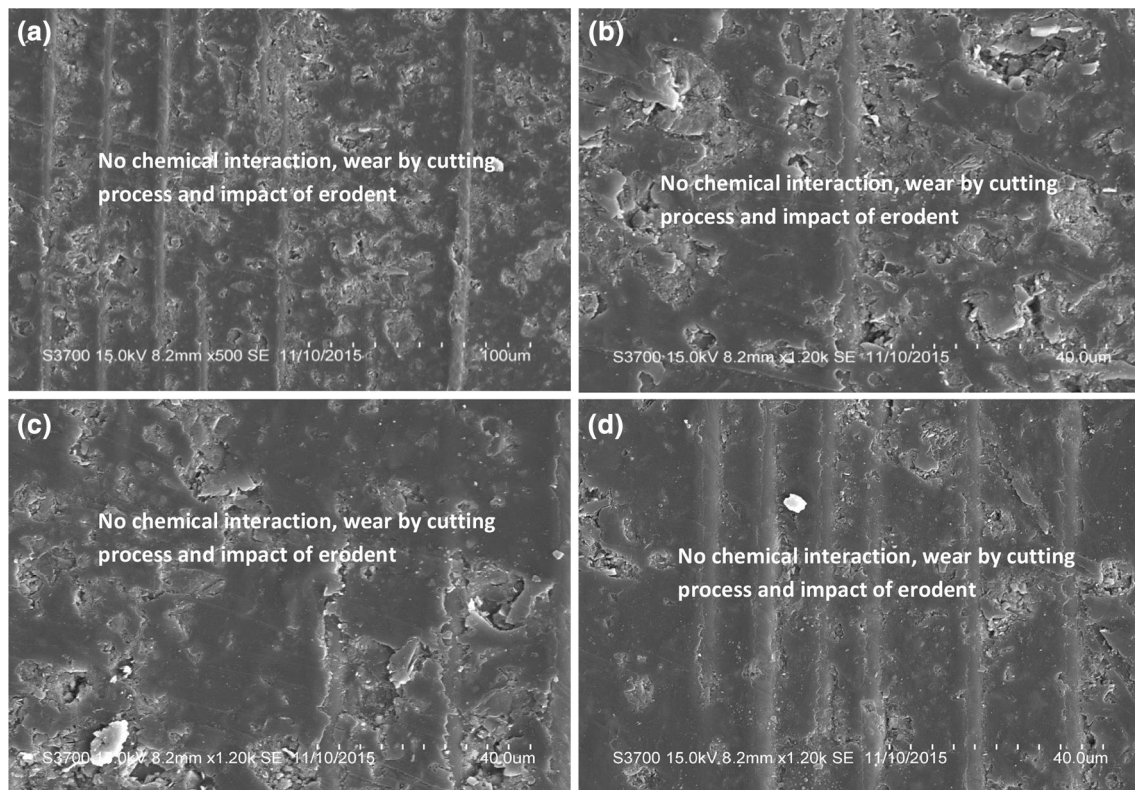 (a)
No chemical interaction, wear by cutting
process and impact of erodent
S3700 15.0kV 8.2mm x500 SE 11/10/2015 100um
(b)
No chemical interaction, wear by cutting
process and impact of erodent
S3700 15.0kV 8.2mm x1.20k SE 11/10/2015 40.0um
(c)
No chemical interaction, wear by cutting
process and impact of erodent
S3700 15.0kV 8.2mm x1.20k SE 11/10/2015 40.0um
(d)
No chemical interaction, wear by cutting
process and impact of erodent
S3700 15.0kV 8.2mm x1.20k SE 11/10/2015 40.0um